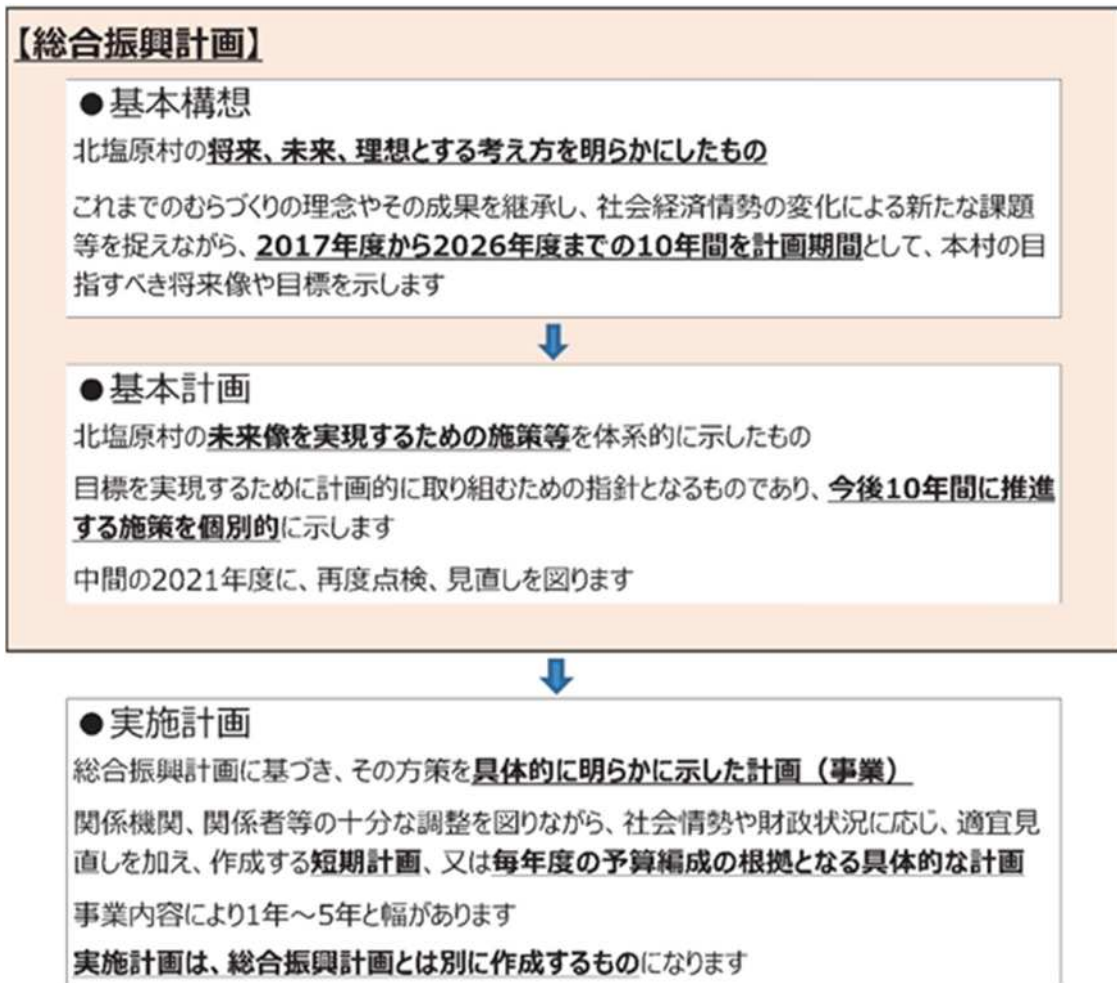 【総合振興計画】
●基本構想
北塩原村の将来、未来、理想とする考え方を明らかにしたもの
これまでのむらづくりの理念やその成果を継承し、社会経済情勢の変化による新たな課題
等を捉えながら、2017年度から2026年度までの10年間を計画期間として、本村の目
指すべき将来像や目標を示します
●基本計画
北塩原村の未来像を実現するための施策等を体系的に示したもの
目標を実現するために計画的に取り組むための指針となるものであり、今後10年間に推進
する施策を個別的に示します
中間の2021年度に、再度点検、見直しを図ります
●実施計画
総合振興計画に基づき、その方策を具体的に明らかに示した計画（事業）
関係機関、関係者等の十分な調整を図りながら、社会情勢や財政状況に応じ、適宜見
直しを加え、作成する短期計画、又は毎年度の予算編成の根拠となる具体的な計画
事業内容により1年～5年と幅があります
実施計画は、総合振興計画とは別に作成するものになります